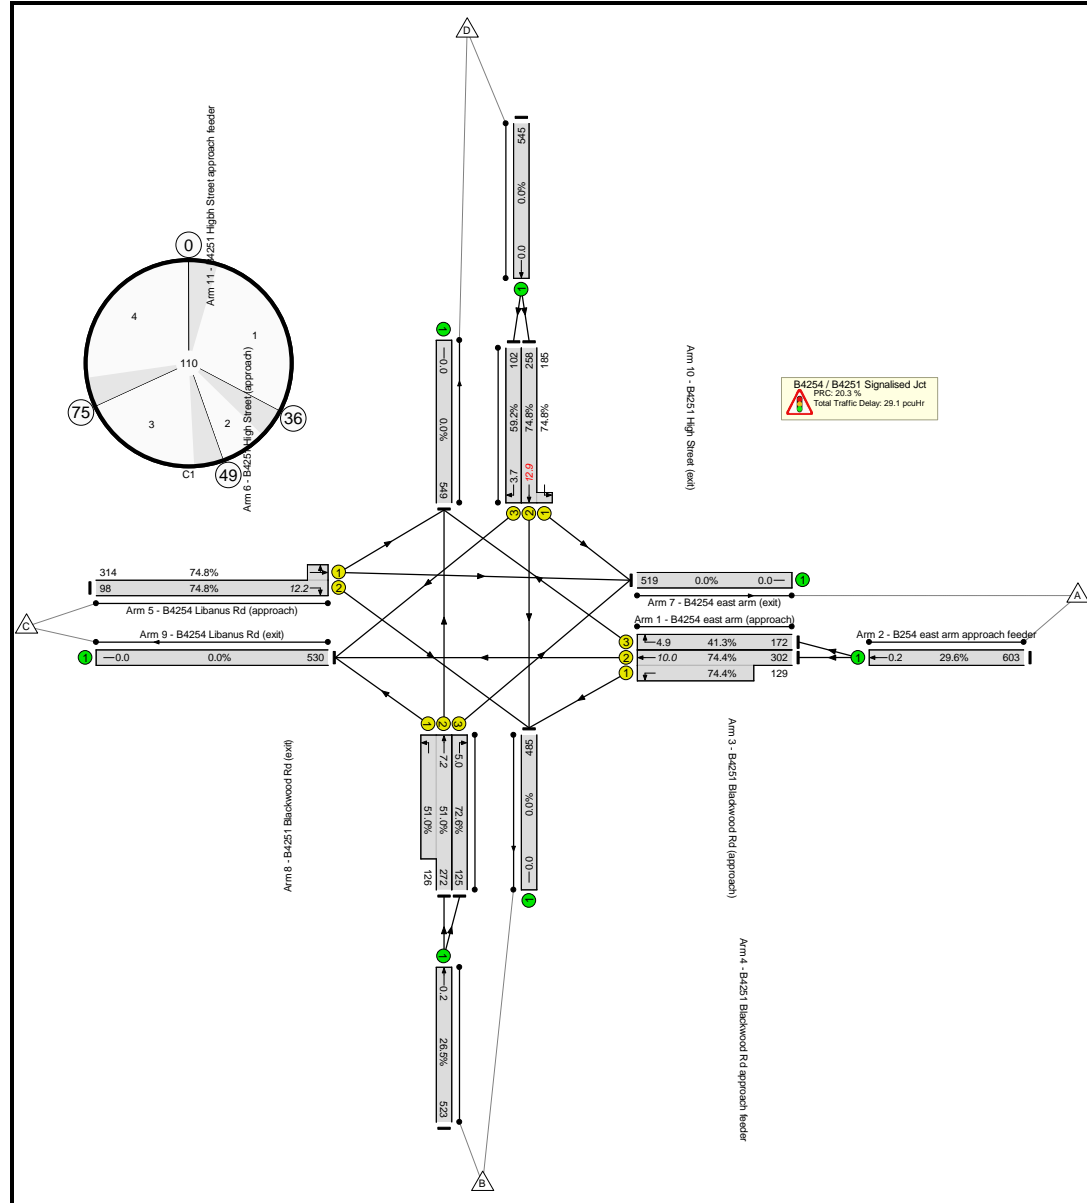 D
545
0.0%
0.0
1
Arm 11 - B4251 Higbh Street approach feeder
0
4
1
110
75
36
3
2
C1
49
Arm 6 - B4251 High Street (approach)
1
0.0
0.0%
549
102
258
185
59.2%
74.8%
74.8%
3.7
12.9
3
2
1
Arm 10 - B4251 High Street (exit)
B4254 / B4251 Signalised Jct
PRC: 20.3 %
Total Traffic Delay: 29.1 pcuHr
314 74.8% 1
98 74.8% 12.2 2
Arm 5 - B4254 Libanus Rd (approach)
C
Arm 9 - B4254 Libanus Rd (exit)
1 0.0 0.0% 530
519 0.0% 0.0 1
Arm 7 - B4254 east arm (exit)
A
Arm 1 - B4254 east arm (approach)
3 4.9 41.3% 172
2 10.0 74.4% 302
1 74.4% 129
Arm 2 - B254 east arm approach feeder
1 0.2 29.6% 603
1
2
3
7.2
5.0
51.0%
51.0%
72.6%
126
272
125
Arm 8 - B4251 Blackwood Rd (exit)
485
0.0%
0.0
1
Arm 3 - B4251 Blackwood Rd (approach)
1
0.2
26.5%
523
Arm 4 - B4251 Blackwood Rd approach feeder
B